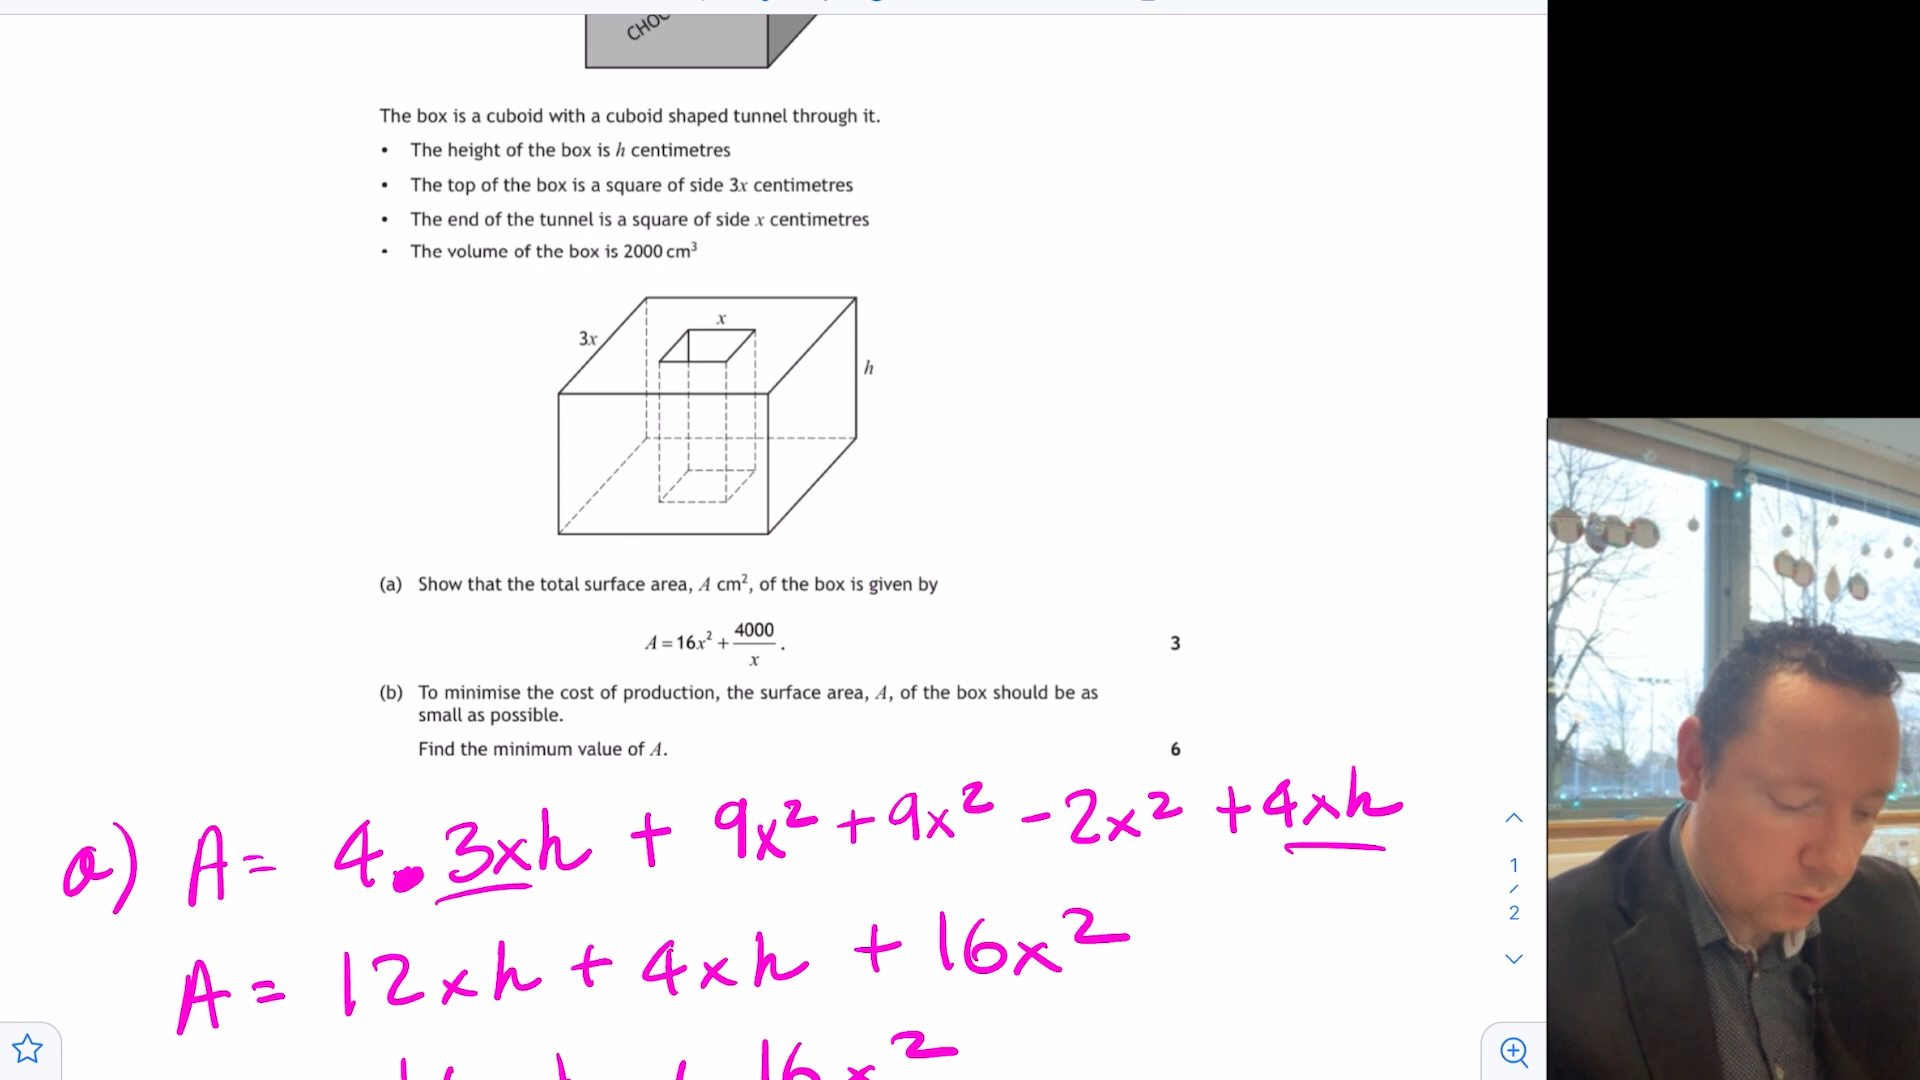 CHOC
The box is a cuboid with a cuboid shaped tunnel through it.
• The height of the box is h centimetres
• The top of the box is a square of side 3x centimetres
• The end of the tunnel is a square of side x centimetres
• The volume of the box is 2000 cm³
x
3x
h
(a) Show that the total surface area, A cm², of the box is given by
A = 16x² + 4000/x . 3
(b) To minimise the cost of production, the surface area, A, of the box should be as
small as possible.
Find the minimum value of A. 6
a) A = 4 . 3xh + 9x² + 9x² - 2x² + 4xh
A = 12xh + 4xh + 16x²
16x²
1
/
2